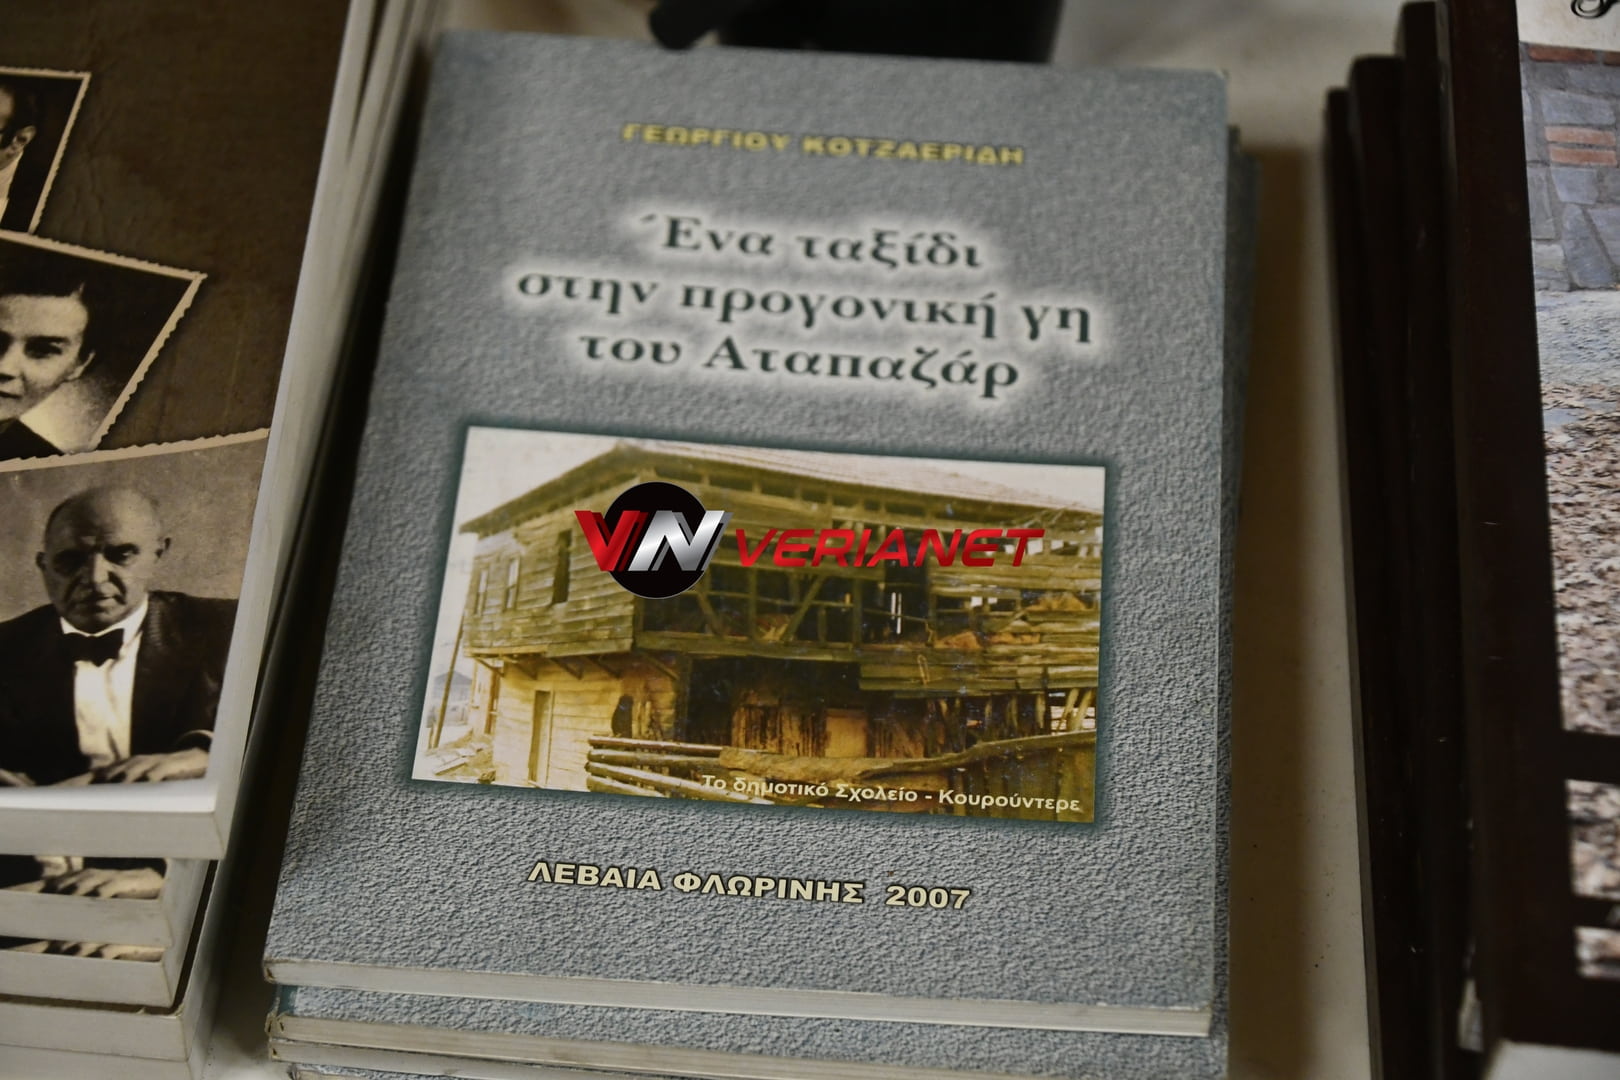 ΓΕΩΡΓΙΟΥ ΚΟΤΖΑΕΡΙΔΗ
Ένα ταξίδι
στην προγονική γη
του Αταπαζάρ
VN VERIANET
Το δημοτικό Σχολείο - Κουρούντερε
ΛΕΒΑΙΑ ΦΛΩΡΙΝΗΣ 2007